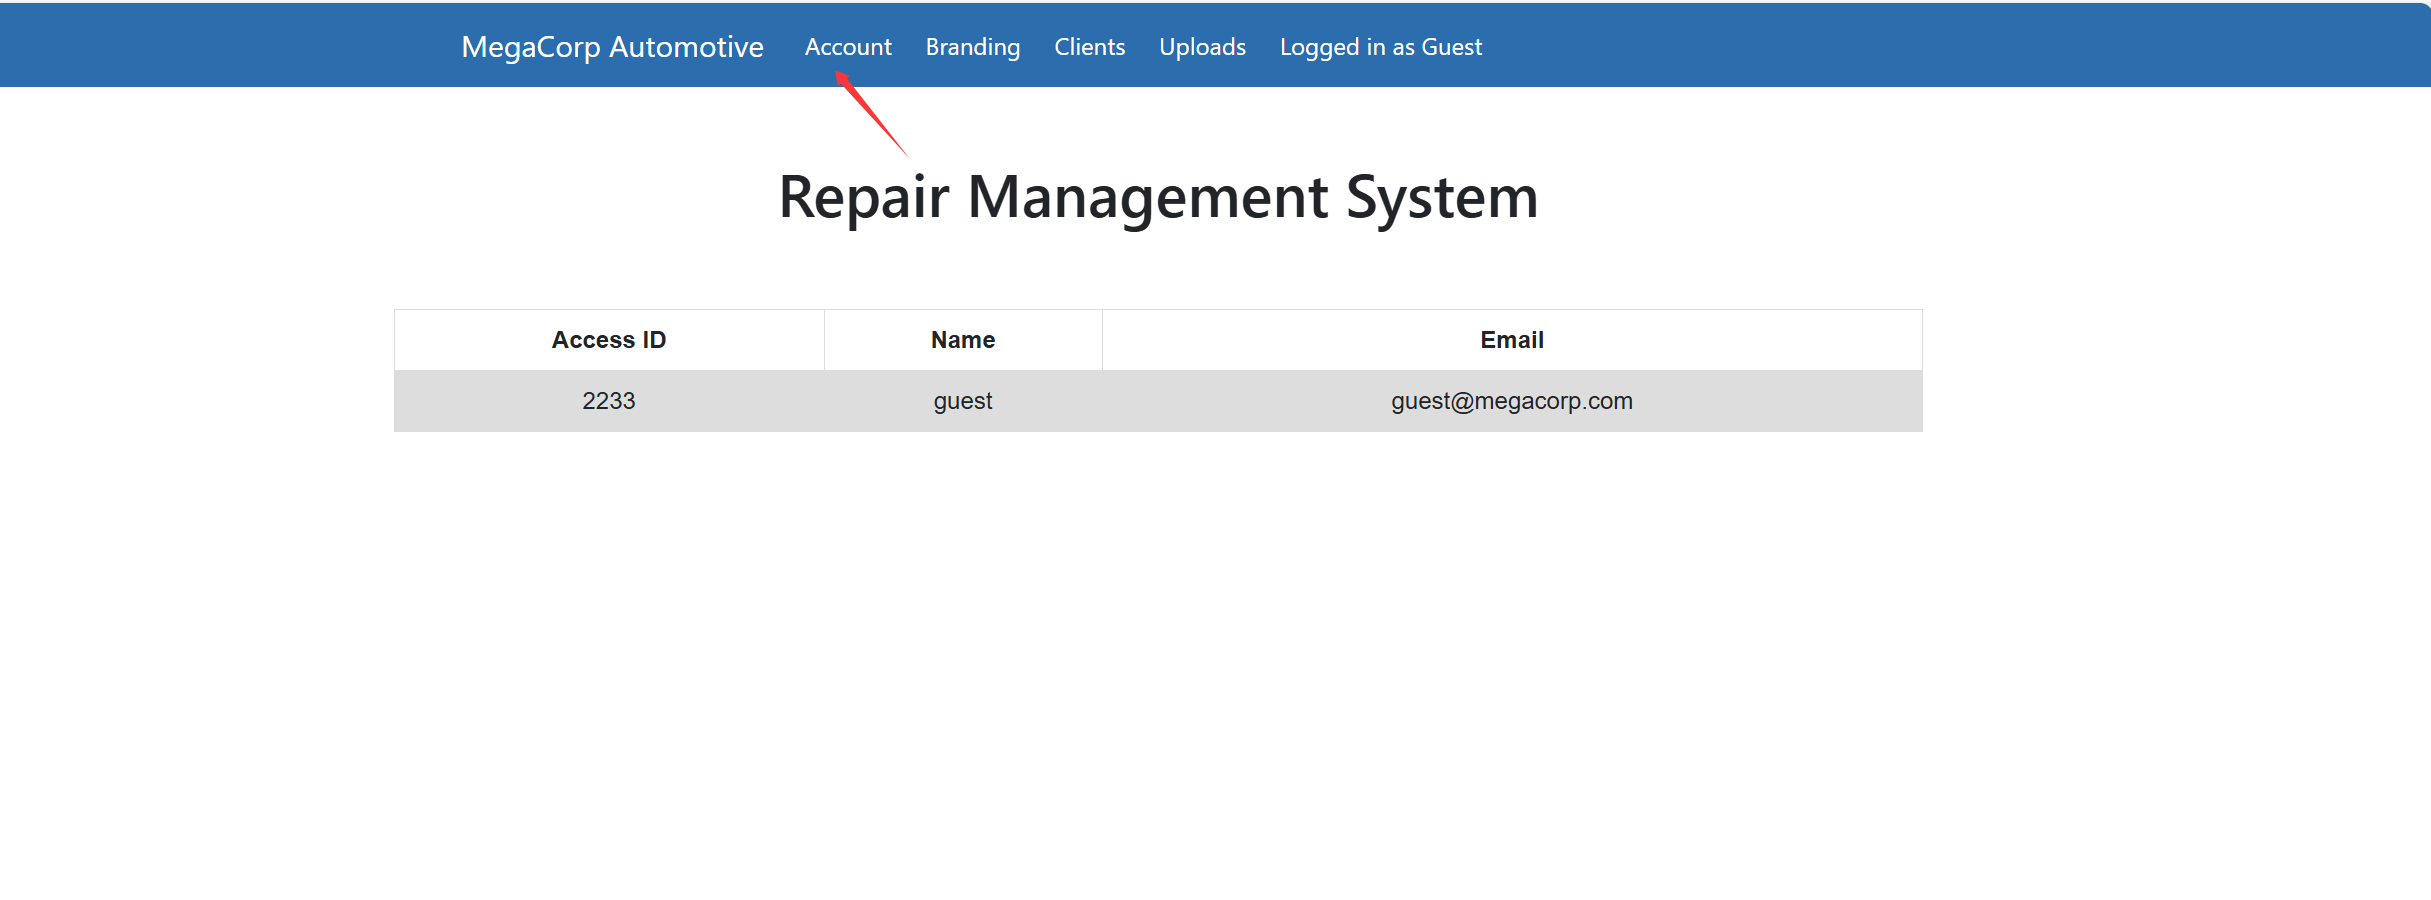 MegaCorp Automotive Account Branding Clients Uploads Logged in as Guest
Repair Management System
Access ID Name Email
2233 guest guest@megacorp.com